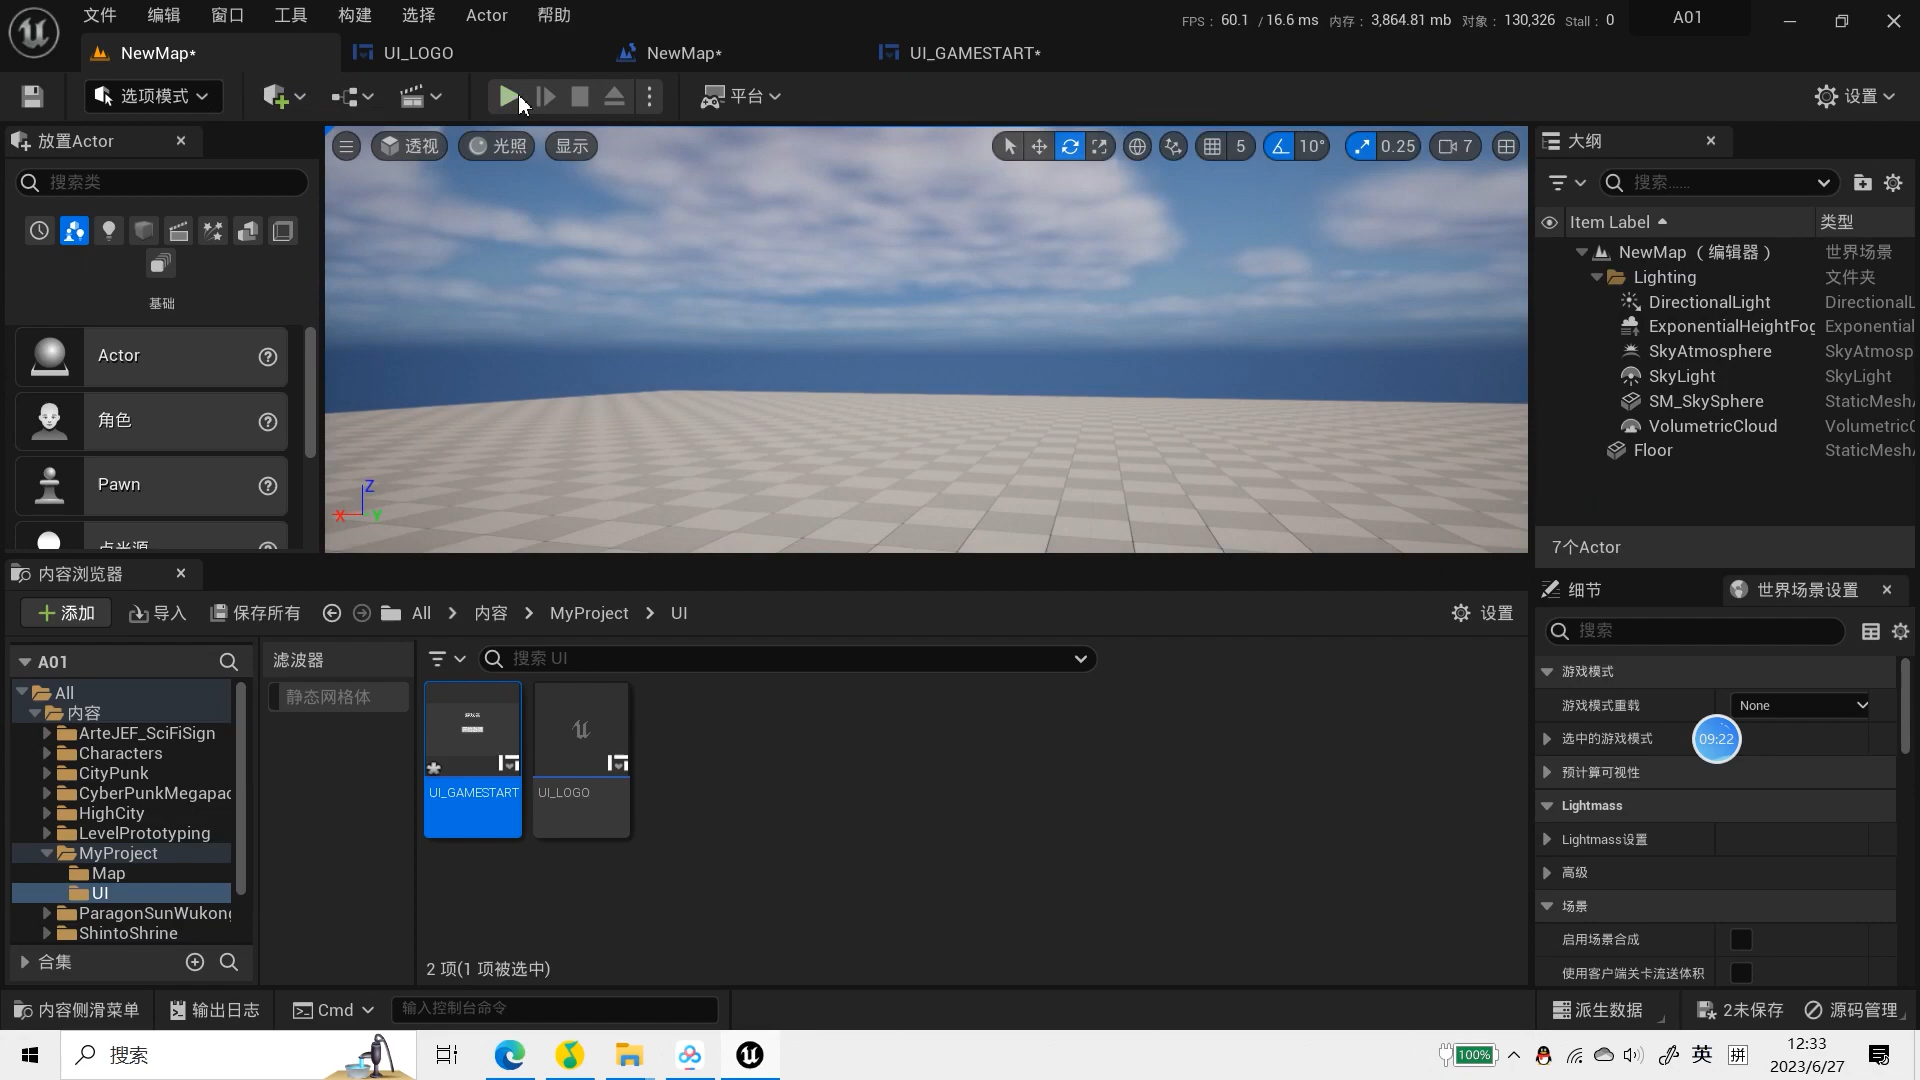 文件 编辑 窗口 工具 构建 选择 Actor 帮助
FPS： 60.1 / 16.6 ms 内存： 3,864.81 mb 对象： 130,326 Stall： 0
A01
NewMap* UI_LOGO NewMap* UI_GAMESTART*
选项模式 平台 设置
放置Actor
搜索类
基础
Actor
角色
Pawn
点光源
透视 光照 显示
5 10° 0.25 7
Z
X Y
大纲
搜索......
Item Label 类型
NewMap （编辑器） 世界场景
Lighting 文件夹
DirectionalLight DirectionalL
ExponentialHeightFog Exponential
SkyAtmosphere SkyAtmosp
SkyLight SkyLight
SM_SkySphere StaticMesh
VolumetricCloud VolumetricC
Floor StaticMesh
7个Actor
内容浏览器
添加 导入 保存所有 All 内容 MyProject UI 设置
A01
All
内容
ArteJEF_SciFiSign
Characters
CityPunk
CyberPunkMegapac
HighCity
LevelPrototyping
MyProject
Map
UI
ParagonSunWukong
ShintoShrine
合集
滤波器
静态网格体
搜索 UI
UI_GAMESTART UI_LOGO
2 项(1 项被选中)
细节 世界场景设置
搜索
游戏模式
游戏模式重载 None
选中的游戏模式
09:22
预计算可视性
Lightmass
Lightmass设置
高级
场景
启用场景合成
使用客户端关卡流送体积
内容侧滑菜单 输出日志 Cmd 输入控制台命令
派生数据 2未保存 源码管理
搜索
100% 英 拼
12:33
2023/6/27